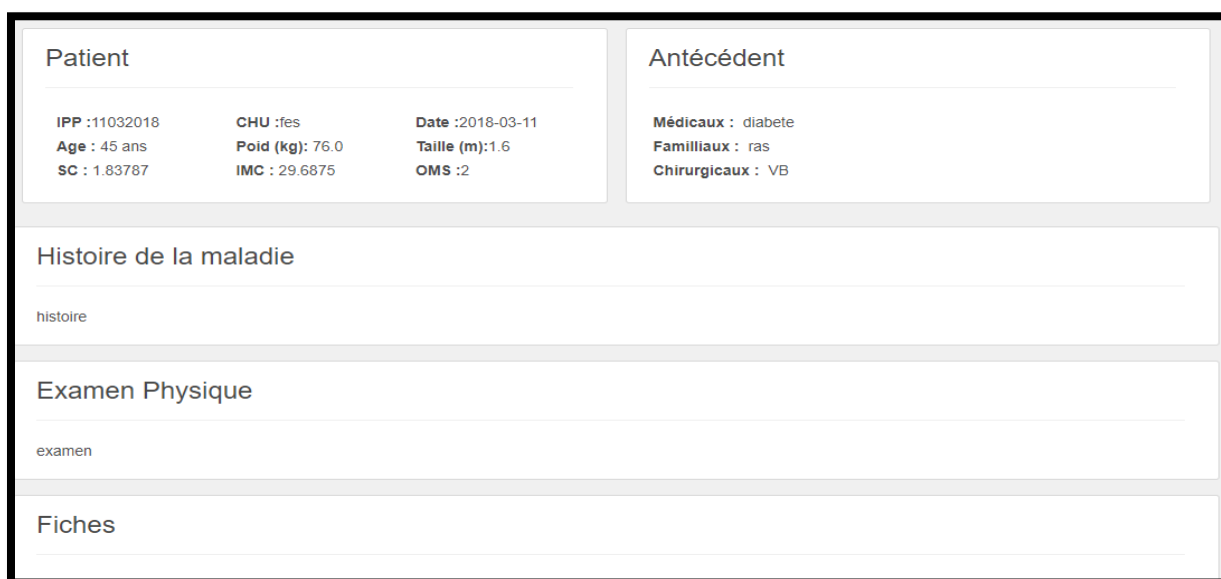 Patient
IPP :11032018 CHU :fes Date :2018-03-11
Age : 45 ans Poid (kg): 76.0 Taille (m):1.6
SC : 1.83787 IMC : 29.6875 OMS :2
Antécédent
Médicaux : diabete
Familliaux : ras
Chirurgicaux : VB
Histoire de la maladie
histoire
Examen Physique
examen
Fiches